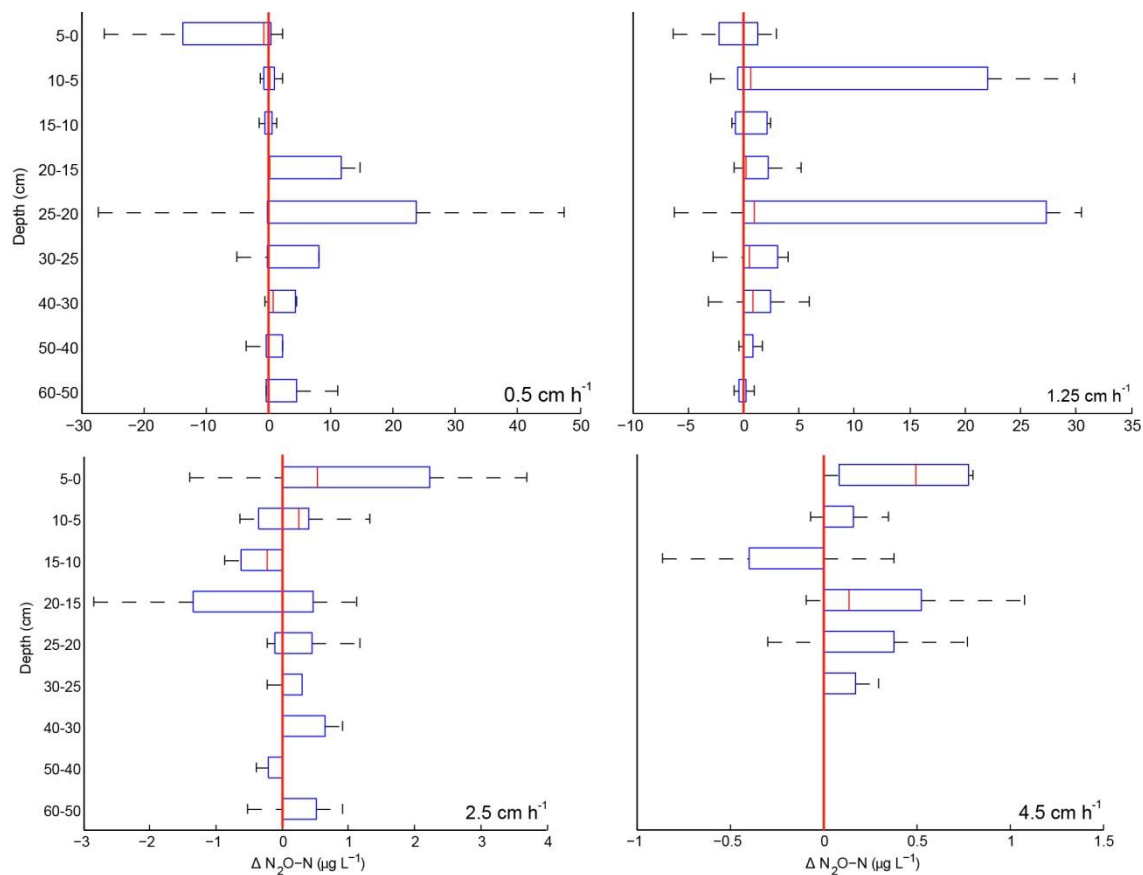 5-0
10-5
15-10
20-15
25-20
30-25
40-30
50-40
60-50
Depth (cm)
0.5 cm h⁻¹
−30 −20 −10 0 10 20 30 40 50
1.25 cm h⁻¹
−10 −5 0 5 10 15 20 25 30 35
5-0
10-5
15-10
20-15
25-20
30-25
40-30
50-40
60-50
Depth (cm)
2.5 cm h⁻¹
−3 −2 −1 0 1 2 3 4
Δ N₂O−N (µg L⁻¹)
4.5 cm h⁻¹
−1 −0.5 0 0.5 1 1.5
Δ N₂O−N (µg L⁻¹)